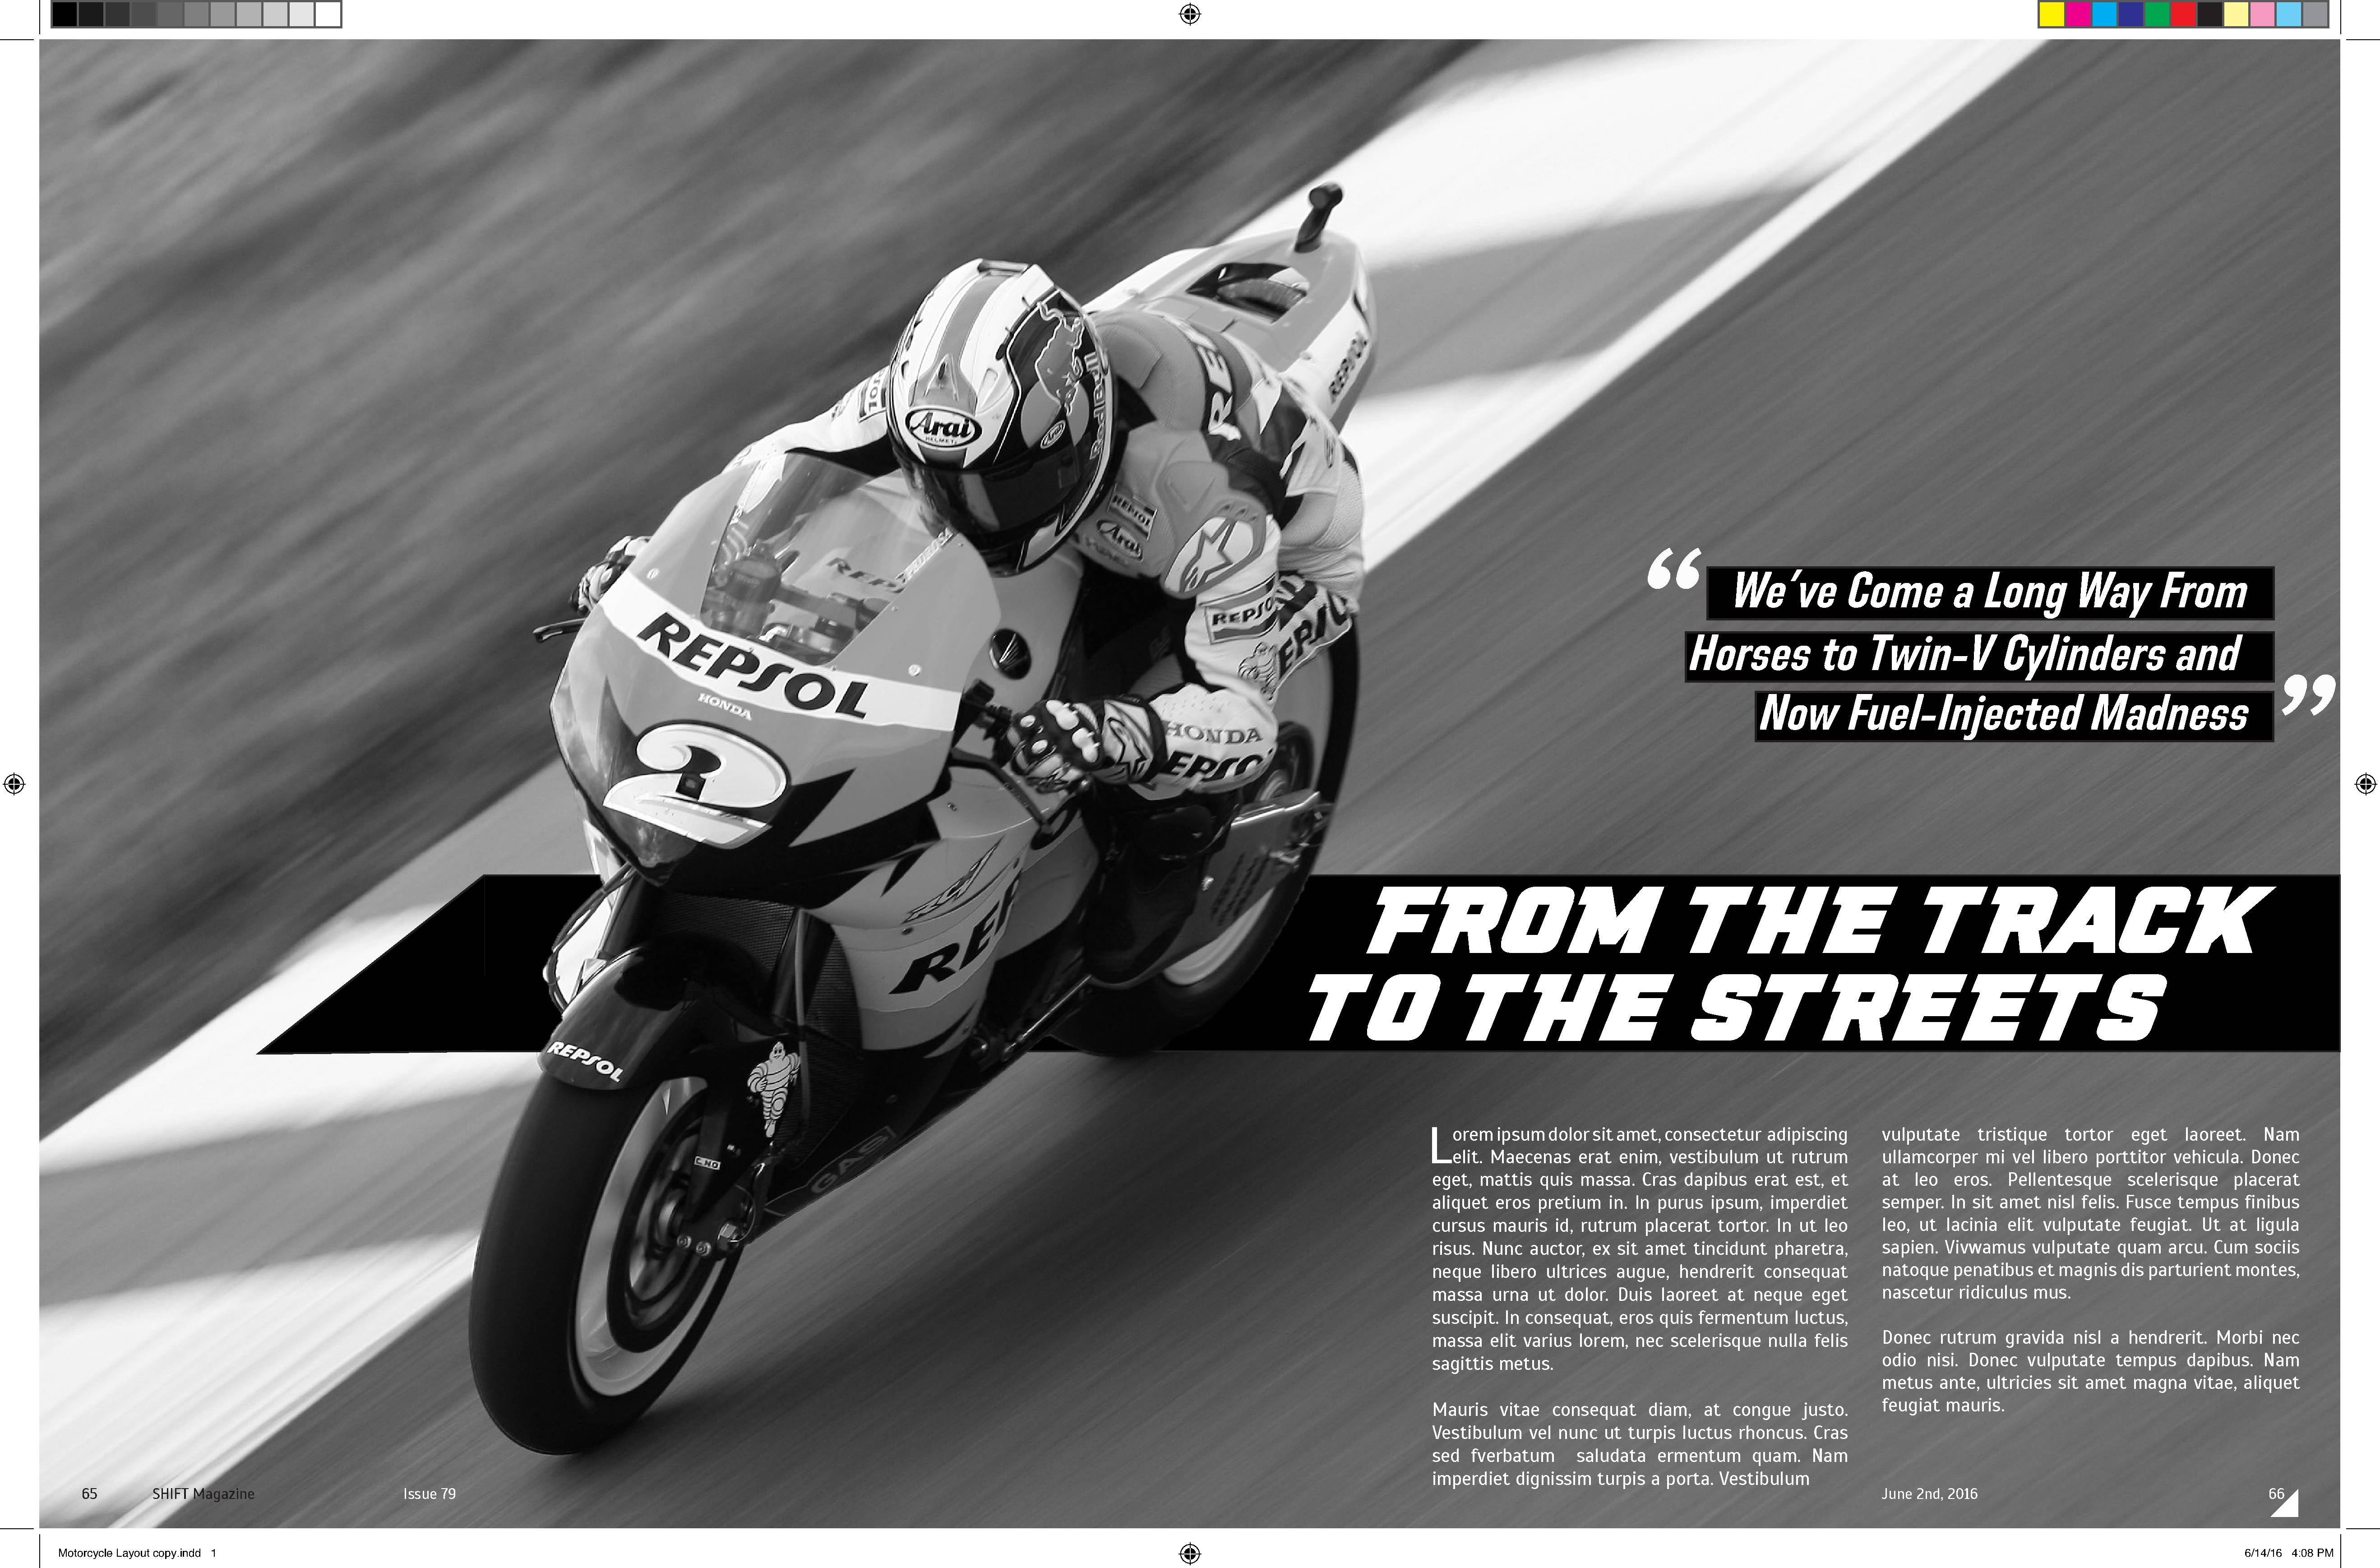 REPSOL
REPSOL
Arai
HELMET
RedBull
REPSOL
Arai
REPSOL
REPSOL
HONDA
2
HONDA
REPSOL
“ We’ve Come a Long Way From
Horses to Twin-V Cylinders and
Now Fuel-Injected Madness ”
FROM THE TRACK
TO THE STREETS
REPSOL
GAS
Lorem ipsum dolor sit amet, consectetur adipiscing
elit. Maecenas erat enim, vestibulum ut rutrum
eget, mattis quis massa. Cras dapibus erat est, et
aliquet eros pretium in. In purus ipsum, imperdiet
cursus mauris id, rutrum placerat tortor. In ut leo
risus. Nunc auctor, ex sit amet tincidunt pharetra,
neque libero ultrices augue, hendrerit consequat
massa urna ut dolor. Duis laoreet at neque eget
suscipit. In consequat, eros quis fermentum luctus,
massa elit varius lorem, nec scelerisque nulla felis
sagittis metus.
Mauris vitae consequat diam, at congue justo.
Vestibulum vel nunc ut turpis luctus rhoncus. Cras
sed fverbatum saludata ermentum quam. Nam
imperdiet dignissim turpis a porta. Vestibulum
vulputate tristique tortor eget laoreet. Nam
ullamcorper mi vel libero porttitor vehicula. Donec
at leo eros. Pellentesque scelerisque placerat
semper. In sit amet nisl felis. Fusce tempus finibus
leo, ut lacinia elit vulputate feugiat. Ut at ligula
sapien. Vivwamus vulputate quam arcu. Cum sociis
natoque penatibus et magnis dis parturient montes,
nascetur ridiculus mus.
Donec rutrum gravida nisl a hendrerit. Morbi nec
odio nisi. Donec vulputate tempus dapibus. Nam
metus ante, ultricies sit amet magna vitae, aliquet
feugiat mauris.
65 SHIFT Magazine Issue 79 June 2nd, 2016 66
Motorcycle Layout copy.indd 1 6/14/16 4:08 PM